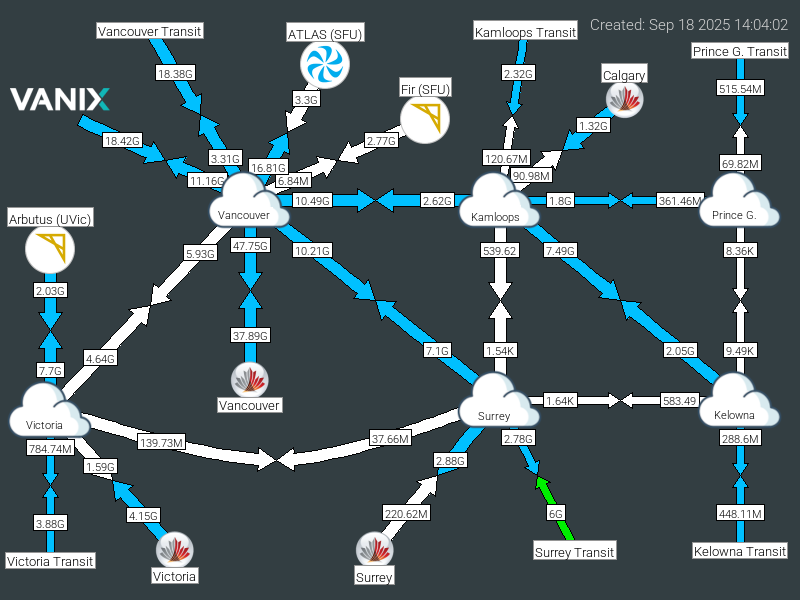 Created: Sep 18 2025 14:04:02
Vancouver Transit
ATLAS (SFU)
Kamloops Transit
Prince G. Transit
18.38G
2.32G
Calgary
Fir (SFU)
515.54M
VANIX
3.3G
1.32G
18.42G
2.77G
3.31G
120.67M
69.82M
16.81G
90.98M
11.16G
6.84M
10.49G
2.62G
1.8G
361.46M
Vancouver
Kamloops
Prince G.
Arbutus (UVic)
47.75G
10.21G
539.62
7.49G
8.36K
5.93G
2.03G
37.89G
4.64G
7.1G
1.54K
2.05G
9.49K
7.7G
Vancouver
1.64K
583.49
Victoria
Surrey
Kelowna
784.74M
139.73M
37.66M
2.78G
288.6M
1.59G
2.88G
3.88G
4.15G
220.62M
6G
448.11M
Victoria Transit
Victoria
Surrey
Surrey Transit
Kelowna Transit